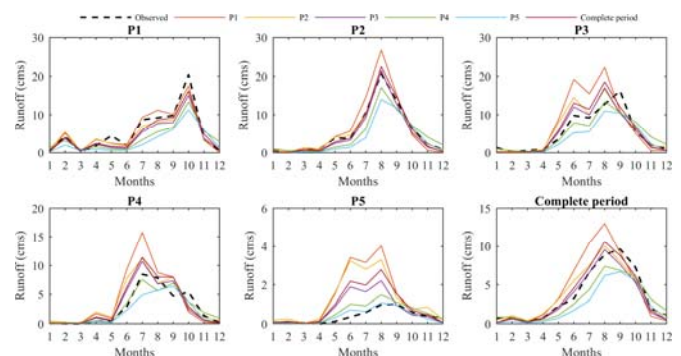 Observed P1 P2 P3 P4 P5 Complete period
P1 P2 P3
30 30 30
20 20 20
Runoff (cms) Runoff (cms) Runoff (cms)
10 10 10
0 0 0
1 2 3 4 5 6 7 8 9 10 11 12 1 2 3 4 5 6 7 8 9 10 11 12 1 2 3 4 5 6 7 8 9 10 11 12
Months Months Months
P4 P5 Complete period
20 6 15
15 4 10
Runoff (cms) Runoff (cms) Runoff (cms)
10 2 5
5
0 0 0
1 2 3 4 5 6 7 8 9 10 11 12 1 2 3 4 5 6 7 8 9 10 11 12 1 2 3 4 5 6 7 8 9 10 11 12
Months Months Months